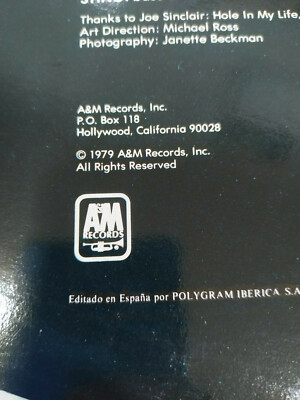 Thanks to Joe Sinclair: Hole In My Life,
Art Direction: Michael Ross
Photography: Janette Beckman
A&M Records, Inc.
P.O. Box 118
Hollywood, California 90028
© 1979 A&M Records, Inc.
All Rights Reserved
A&M
RECORDS
Editado en España por POLYGRAM IBERICA S.A